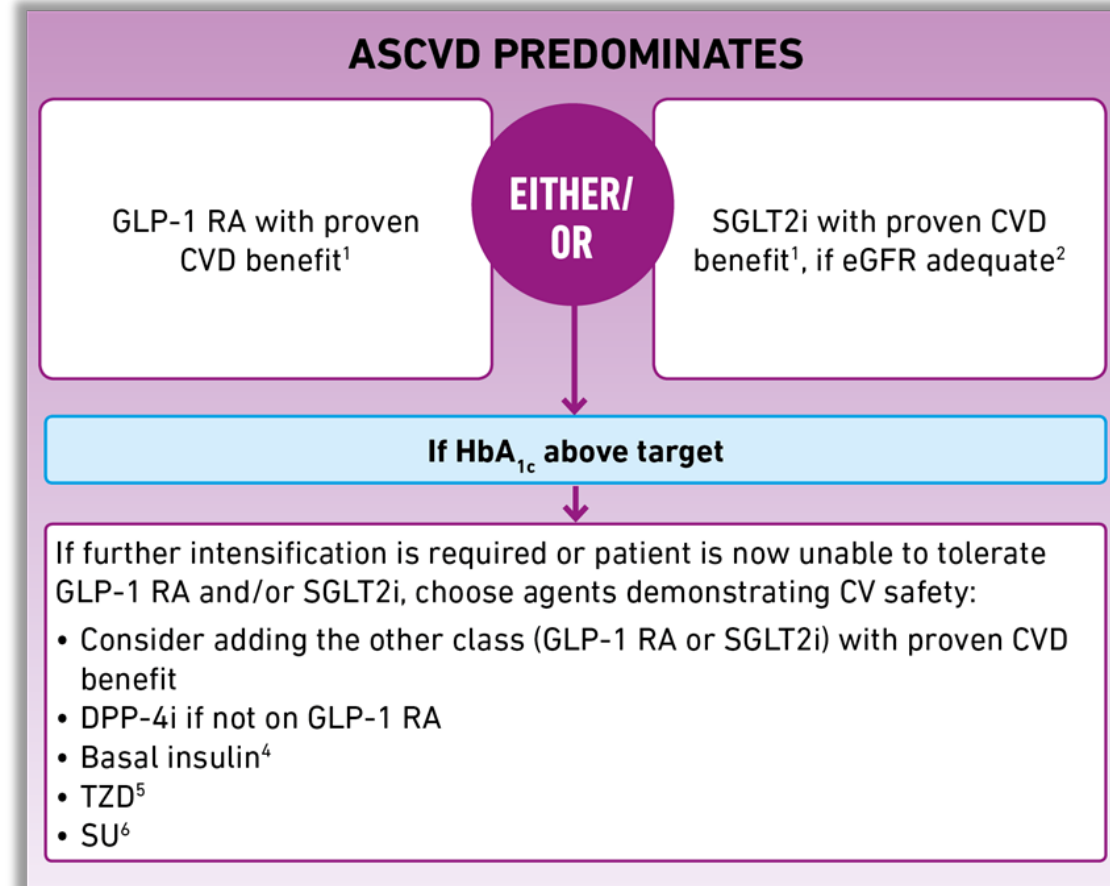 ASCVD PREDOMINATES
GLP-1 RA with proven
CVD benefit¹
EITHER/
OR
SGLT2i with proven CVD
benefit¹, if eGFR adequate²
If HbA₁c above target
If further intensification is required or patient is now unable to tolerate
GLP-1 RA and/or SGLT2i, choose agents demonstrating CV safety:
• Consider adding the other class (GLP-1 RA or SGLT2i) with proven CVD
benefit
• DPP-4i if not on GLP-1 RA
• Basal insulin⁴
• TZD⁵
• SU⁶